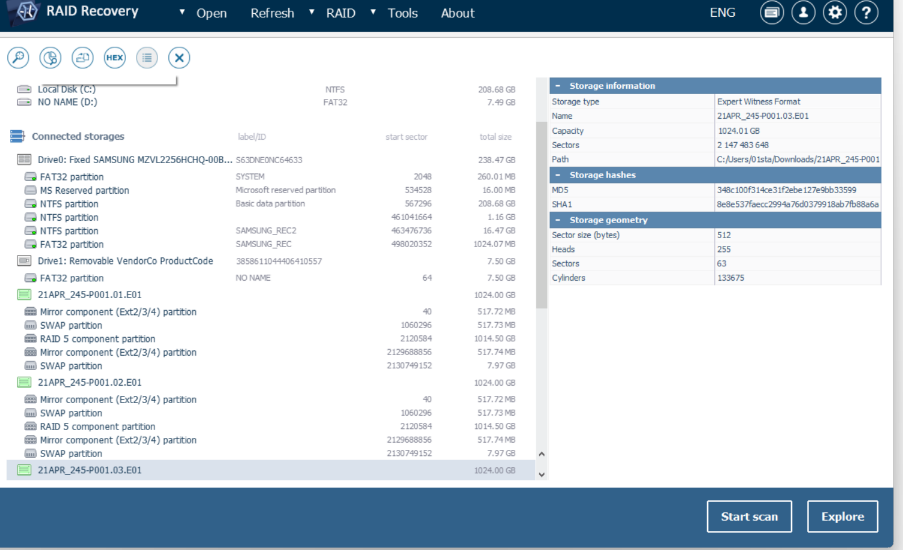 RAID Recovery Open Refresh RAID Tools About ENG
HEX
Local Disk (C:) NTFS 208.68 GB
NO NAME (D:) FAT32 7.49 GB
Connected storages label/ID start sector total size
Drive0: Fixed SAMSUNG MZVL2256HCHQ-00B... S63DNE0NC64633 238.47 GB
FAT32 partition SYSTEM 2048 260.01 MB
MS Reserved partition Microsoft reserved partition 534528 16.00 MB
NTFS partition Basic data partition 567296 208.68 GB
NTFS partition 461041664 1.16 GB
NTFS partition SAMSUNG_REC2 463476736 16.47 GB
FAT32 partition SAMSUNG_REC 498020352 1024.07 MB
Drive1: Removable VendorCo ProductCode 3858611044406410557 7.50 GB
FAT32 partition NO NAME 64 7.50 GB
21APR_245-P001.01.E01 1024.00 GB
Mirror component (Ext2/3/4) partition 40 517.72 MB
SWAP partition 1060296 517.73 MB
RAID 5 component partition 2120584 1014.50 GB
Mirror component (Ext2/3/4) partition 2129688856 517.74 MB
SWAP partition 2130749152 7.97 GB
21APR_245-P001.02.E01 1024.00 GB
Mirror component (Ext2/3/4) partition 40 517.72 MB
SWAP partition 1060296 517.73 MB
RAID 5 component partition 2120584 1014.50 GB
Mirror component (Ext2/3/4) partition 2129688856 517.74 MB
SWAP partition 2130749152 7.97 GB
21APR_245-P001.03.E01 1024.00 GB
Storage information
Storage type Expert Witness Format
Name 21APR_245-P001.03.E01
Capacity 1024.01 GB
Sectors 2 147 483 648
Path C:/Users/01sta/Downloads/21APR_245-P001
Storage hashes
MD5 348c100f314ce31f2ebe127e9bb33599
SHA1 8e8e537faecc2994a76d0379918ab7fb88a6a
Storage geometry
Sector size (bytes) 512
Heads 255
Sectors 63
Cylinders 133675
Start scan Explore